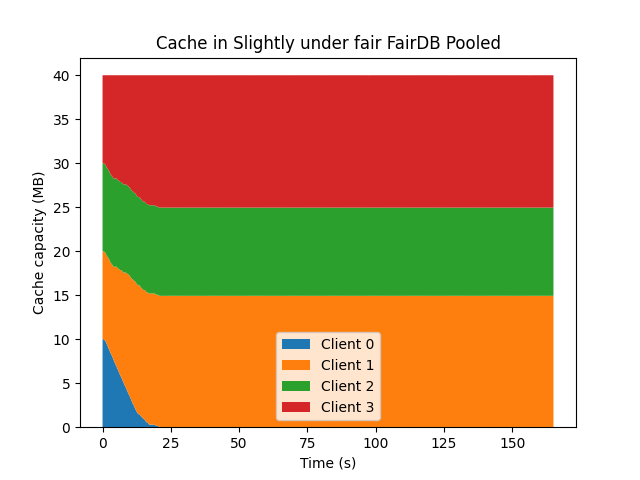 Cache in Slightly under fair FairDB Pooled
Cache capacity (MB)
40
35
30
25
20
15
10
5
0
Client 0
Client 1
Client 2
Client 3
0 25 50 75 100 125 150
Time (s)